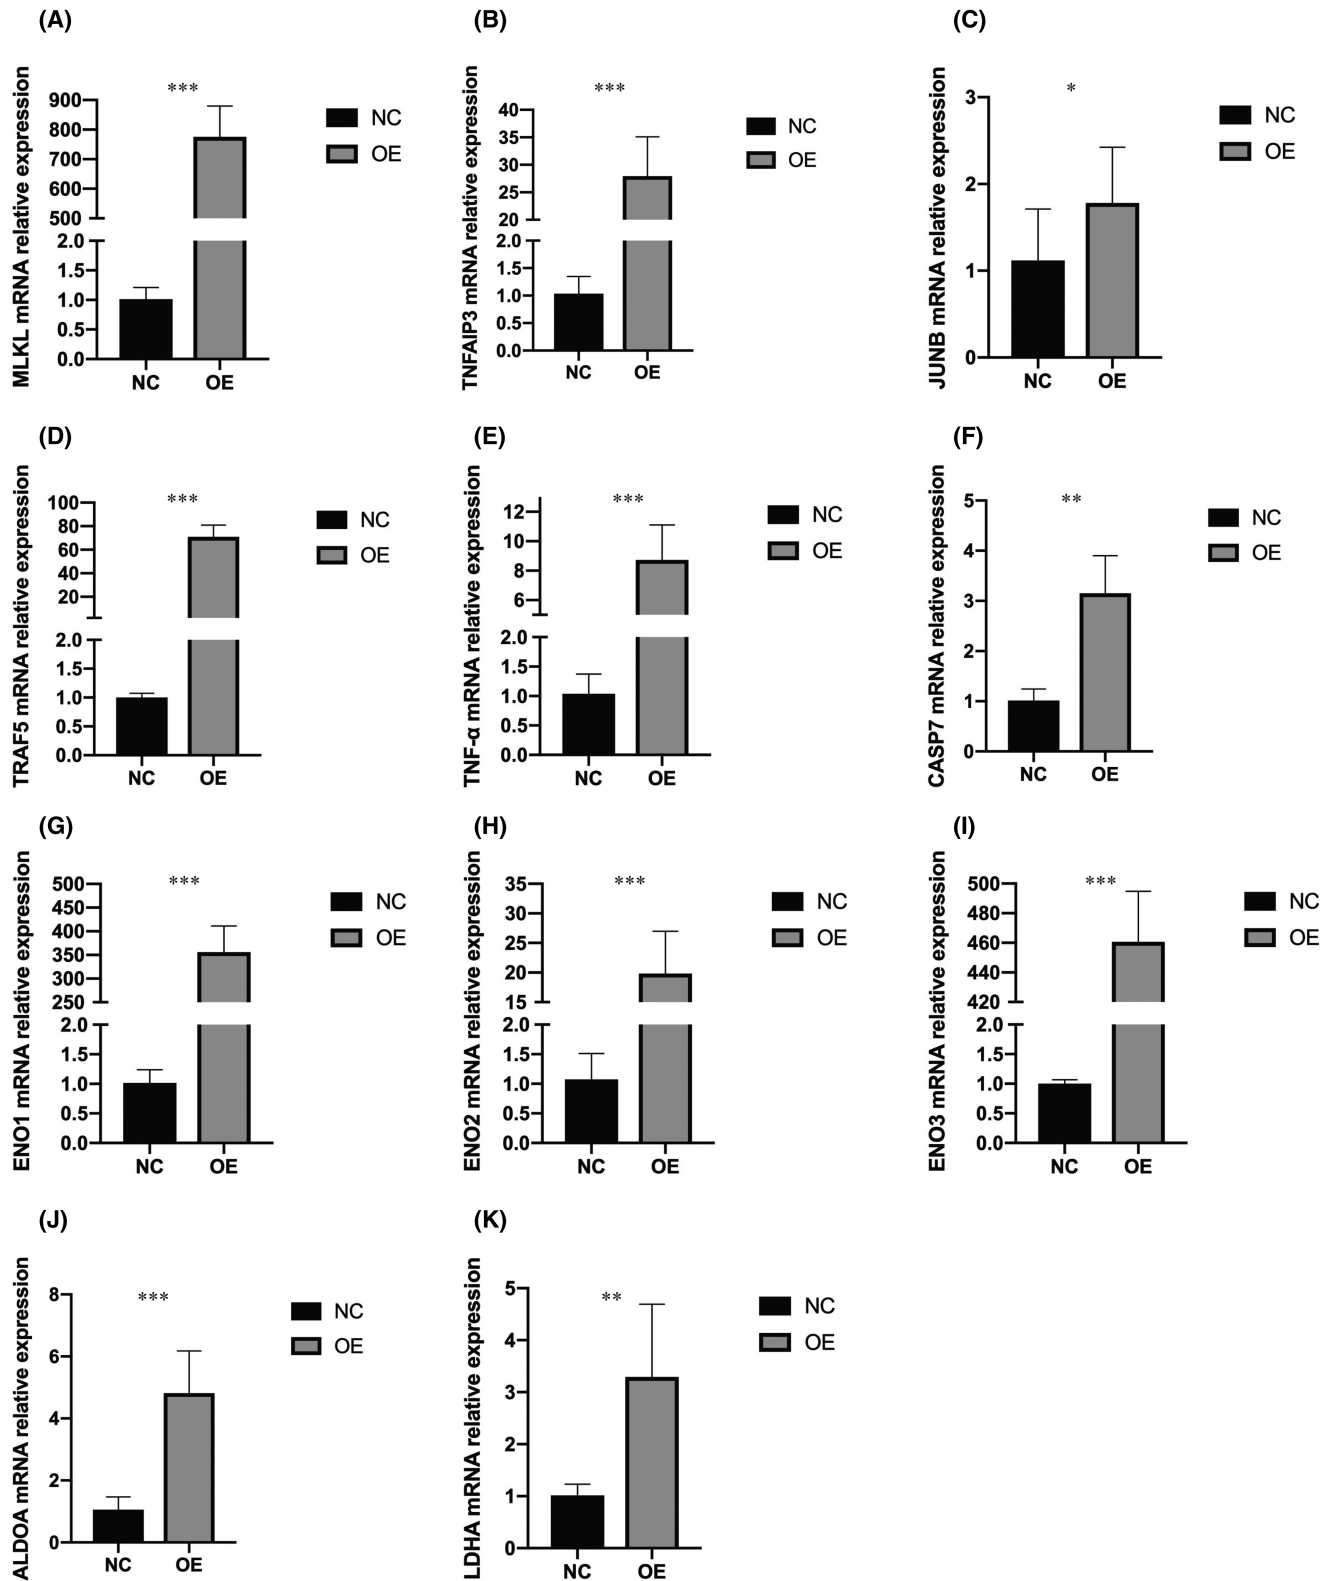 (A)
MLKL mRNA relative expression
900
800
700
600
500
2.0
1.5
1.0
0.5
0.0
***
NC
OE
NC
OE
(B)
TNFAIP3 mRNA relative expression
40
35
30
25
20
2.0
1.5
1.0
0.5
0.0
***
NC
OE
NC
OE
(C)
JUNB mRNA relative expression
3
2
1
0
*
NC
OE
NC
OE
(D)
TRAF5 mRNA relative expression
100
80
60
40
20
2.0
1.5
1.0
0.5
0.0
***
NC
OE
NC
OE
(E)
TNF-α mRNA relative expression
12
10
8
6
2.0
1.5
1.0
0.5
0.0
***
NC
OE
NC
OE
(F)
CASP7 mRNA relative expression
5
4
3
2
1
0
**
NC
OE
NC
OE
(G)
ENO1 mRNA relative expression
500
450
400
350
300
250
2.0
1.5
1.0
0.5
0.0
***
NC
OE
NC
OE
(H)
ENO2 mRNA relative expression
35
30
25
20
15
2.0
1.5
1.0
0.5
0.0
***
NC
OE
NC
OE
(I)
ENO3 mRNA relative expression
500
480
460
440
420
2.0
1.5
1.0
0.5
0.0
***
NC
OE
NC
OE
(J)
ALDOA mRNA relative expression
8
6
4
2
0
***
NC
OE
NC
OE
(K)
LDHA mRNA relative expression
5
4
3
2
1
0
**
NC
OE
NC
OE